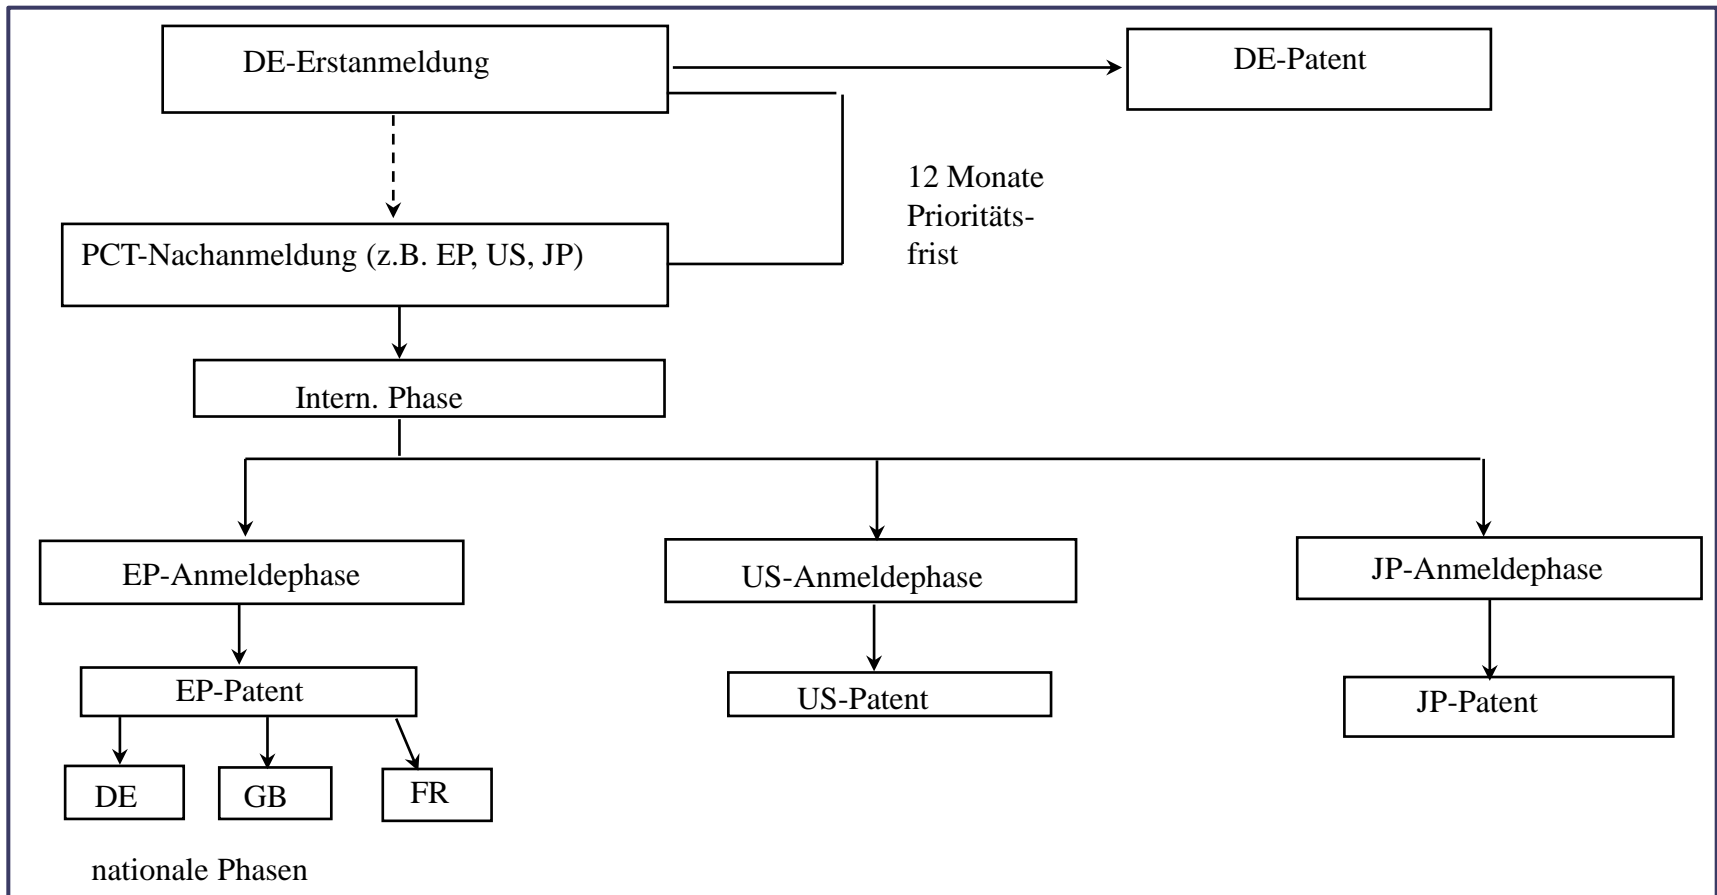 DE-Erstanmeldung
DE-Patent
12 Monate
Prioritäts-
frist
PCT-Nachanmeldung (z.B. EP, US, JP)
Intern. Phase
EP-Anmeldephase
US-Anmeldephase
JP-Anmeldephase
EP-Patent
US-Patent
JP-Patent
DE
GB
FR
nationale Phasen